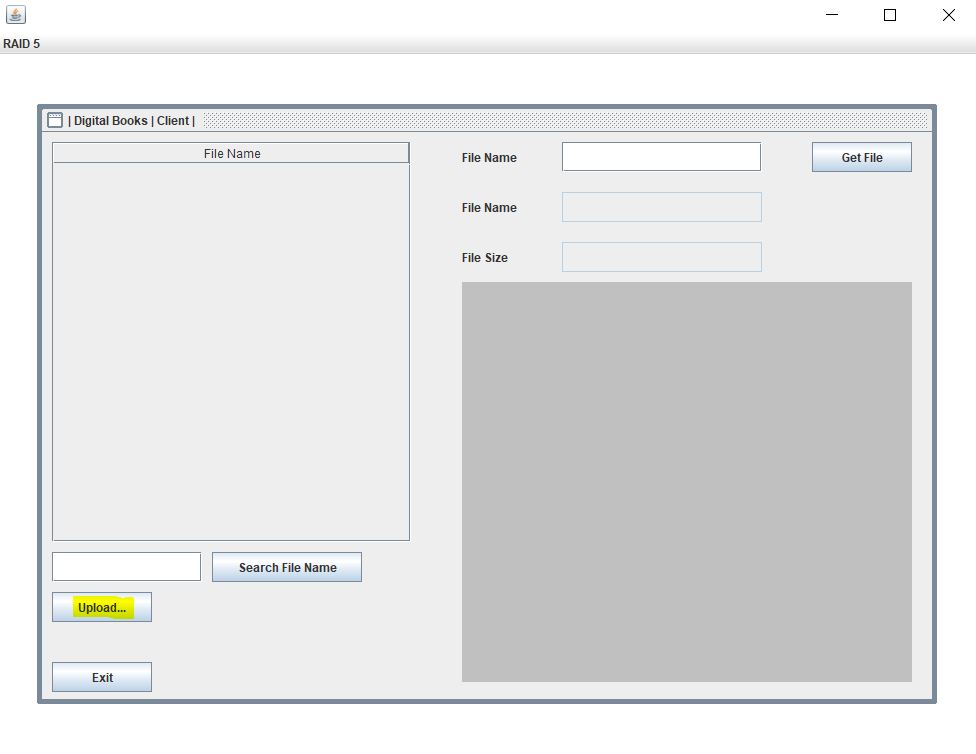 RAID 5
| Digital Books | Client |
File Name
File Name
Get File
File Name
File Size
Search File Name
Upload...
Exit